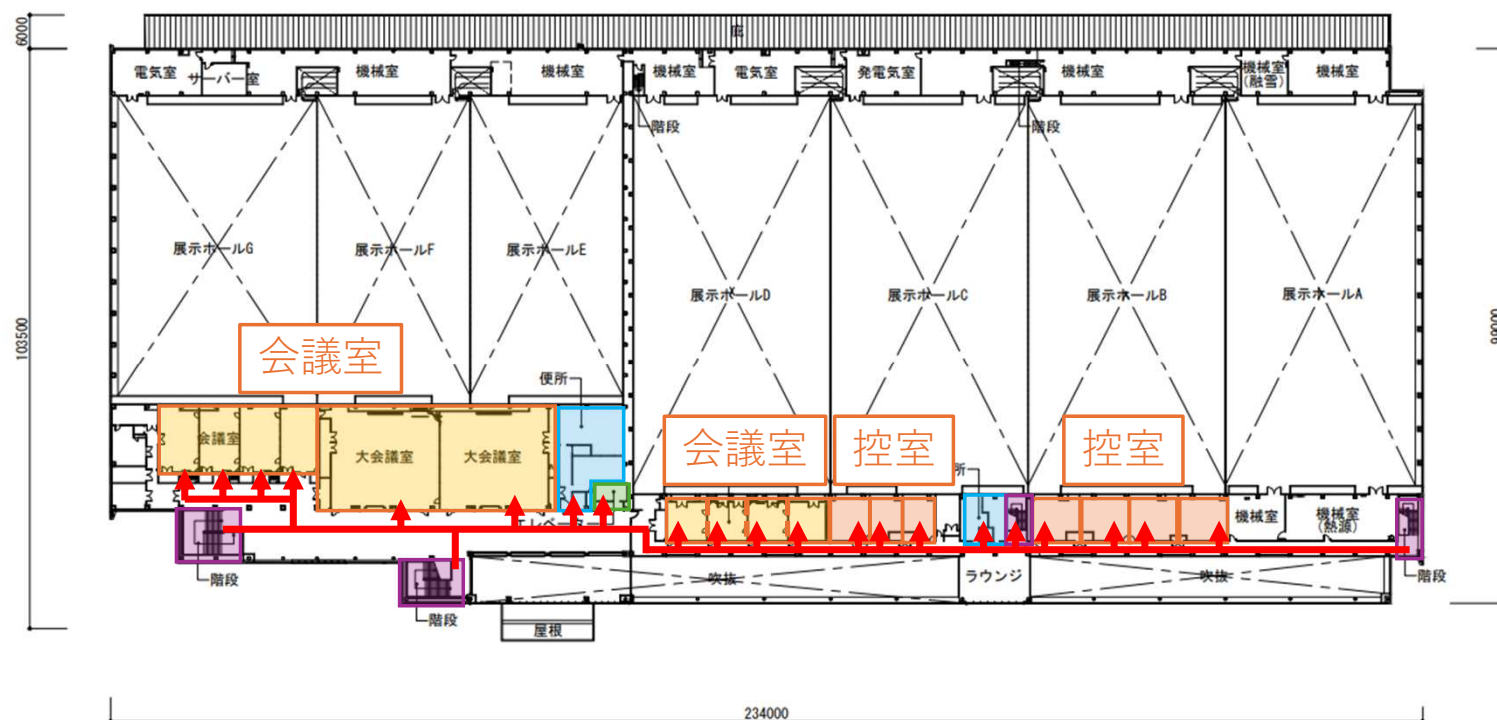 6000
庇
電気室
サーバー室
機械室
機械室
機械室
電気室
発電気室
機械室
機械室
(融雪)
機械室
階段
階段
展示ホールG
展示ホールF
展示ホールE
展示ホールD
展示ホールC
展示ホールB
展示ホールA
103500
99000
会議室
便所
会議室
控室
控室
会議室
大会議室
大会議室
所
エレベーター
機械室
機械室
(熱源)
階段
階段
吹抜
ラウンジ
吹抜
階段
屋根
234000